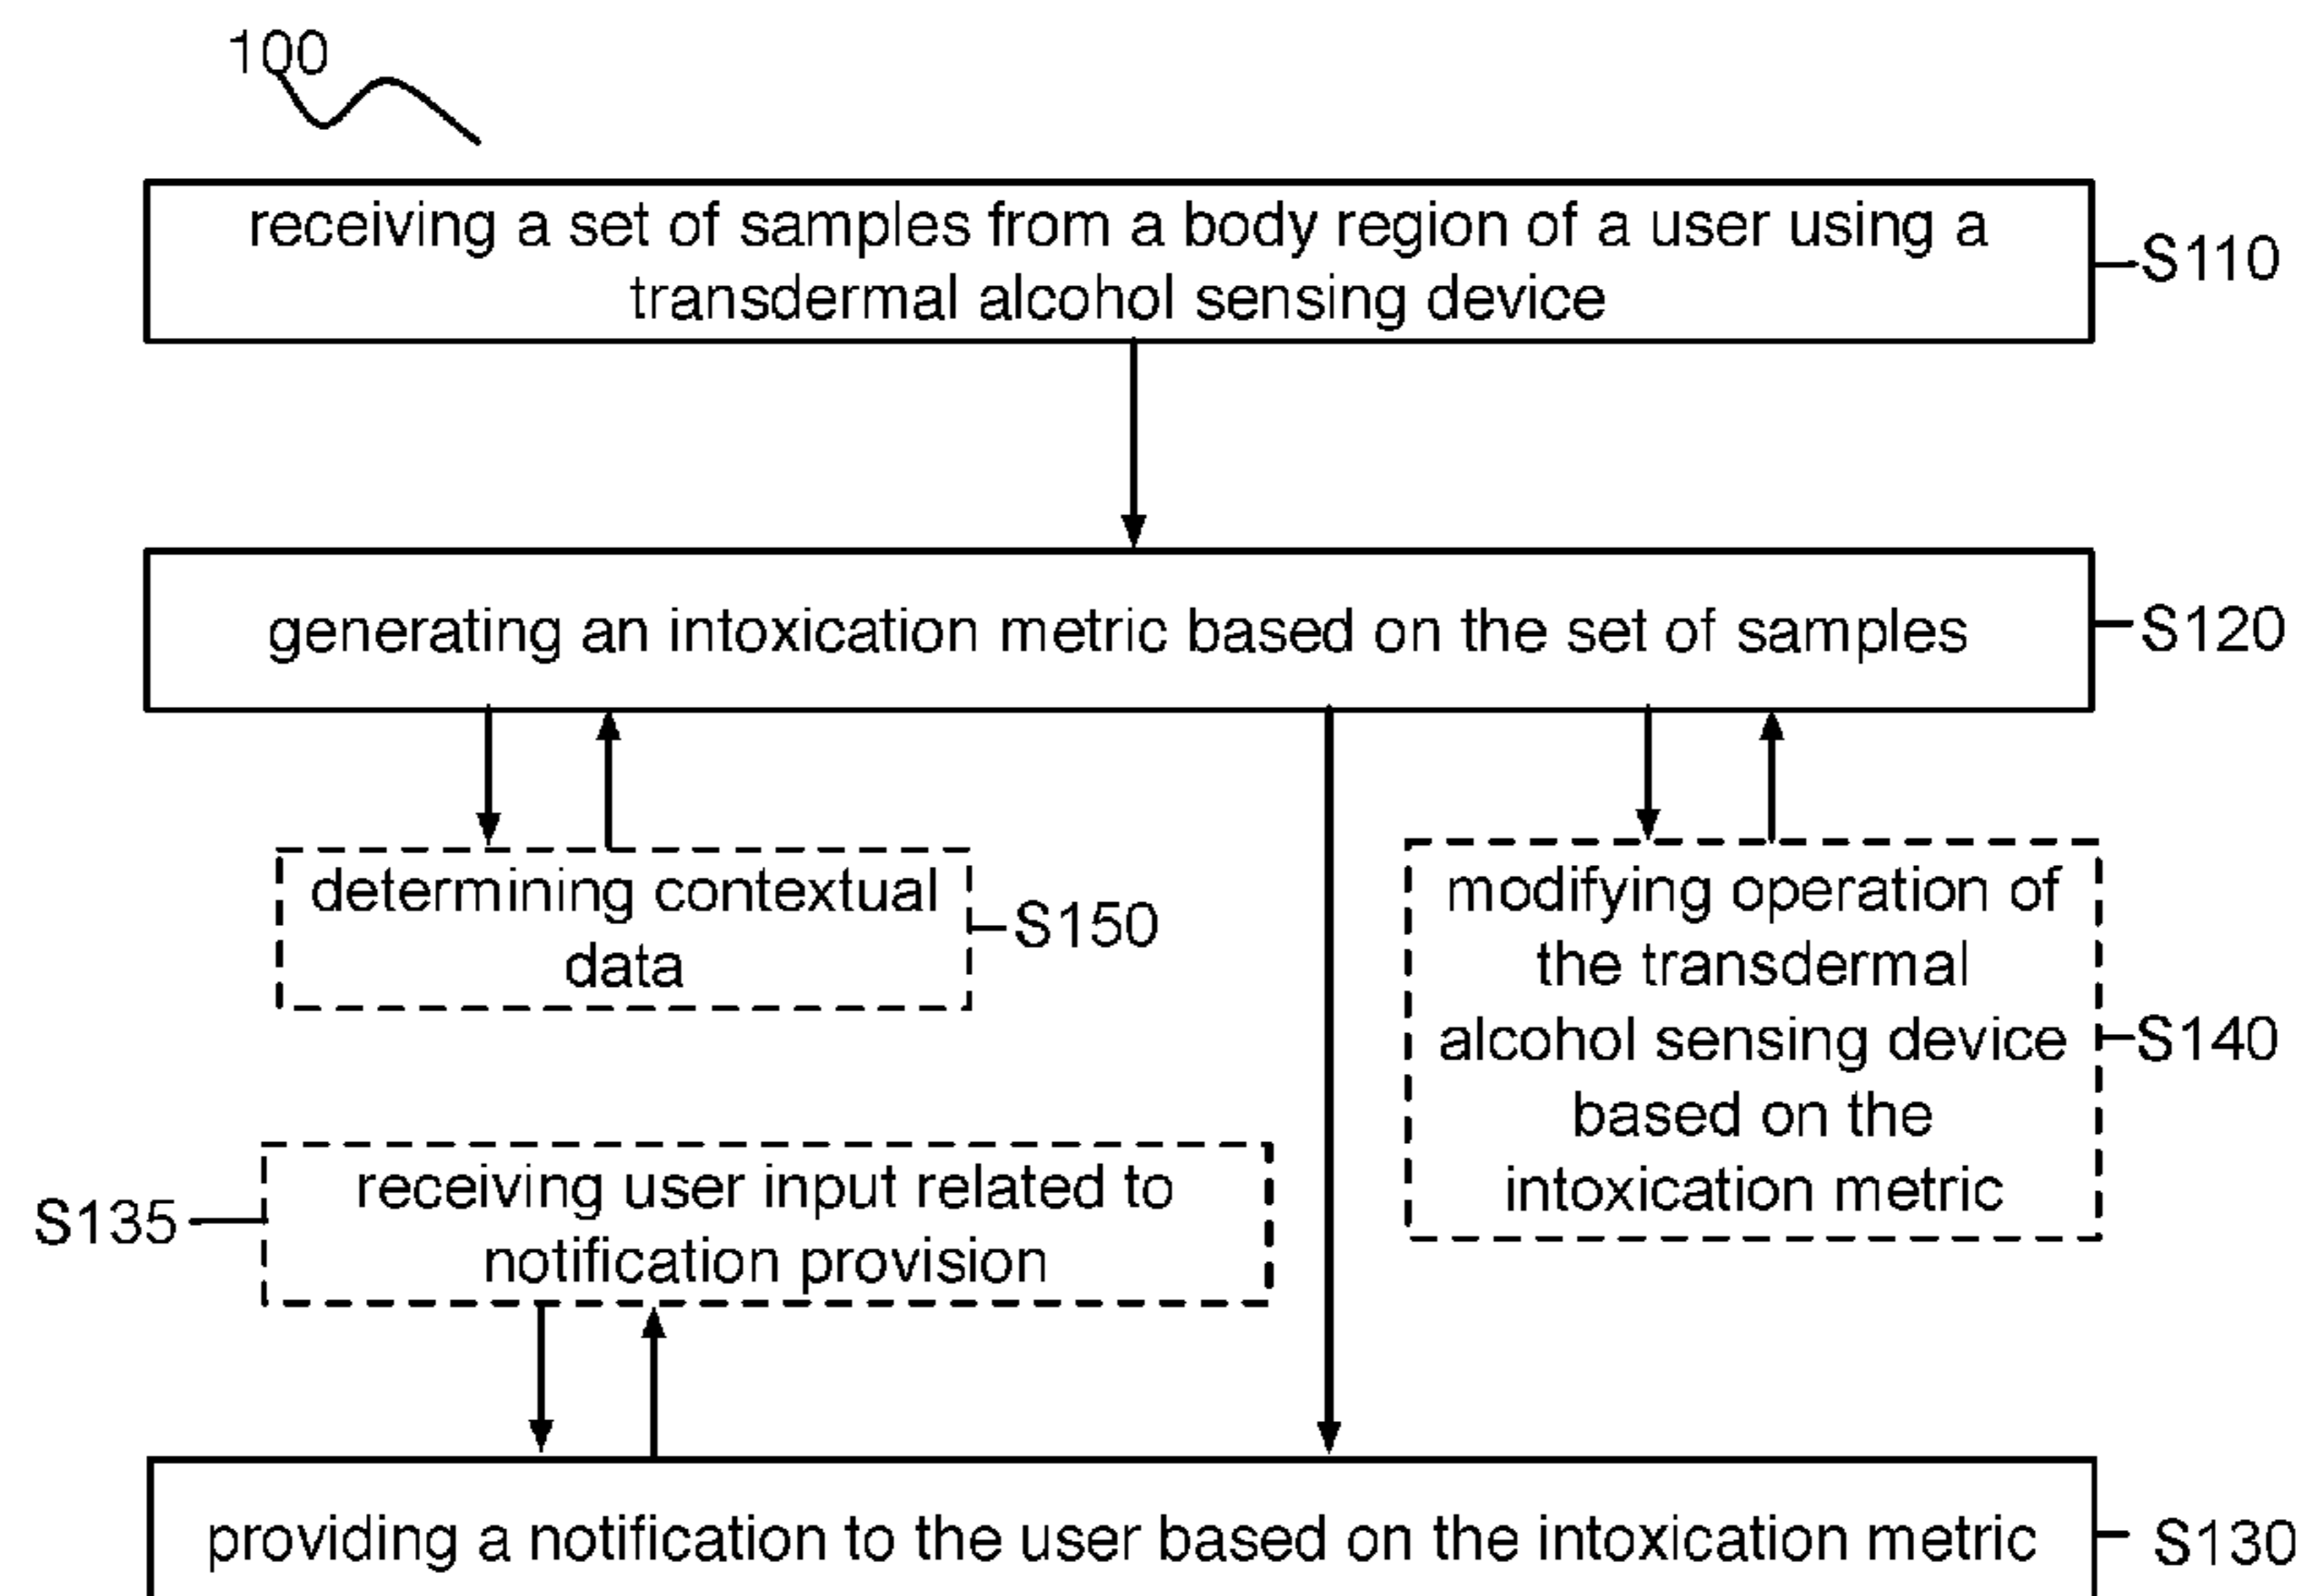 100
receiving a set of samples from a body region of a user using a
transdermal alcohol sensing device
S110
generating an intoxication metric based on the set of samples
S120
determining contextual
data
S150
modifying operation of
the transdermal
alcohol sensing device
based on the
intoxication metric
S140
receiving user input related to
notification provision
S135
providing a notification to the user based on the intoxication metric
S130